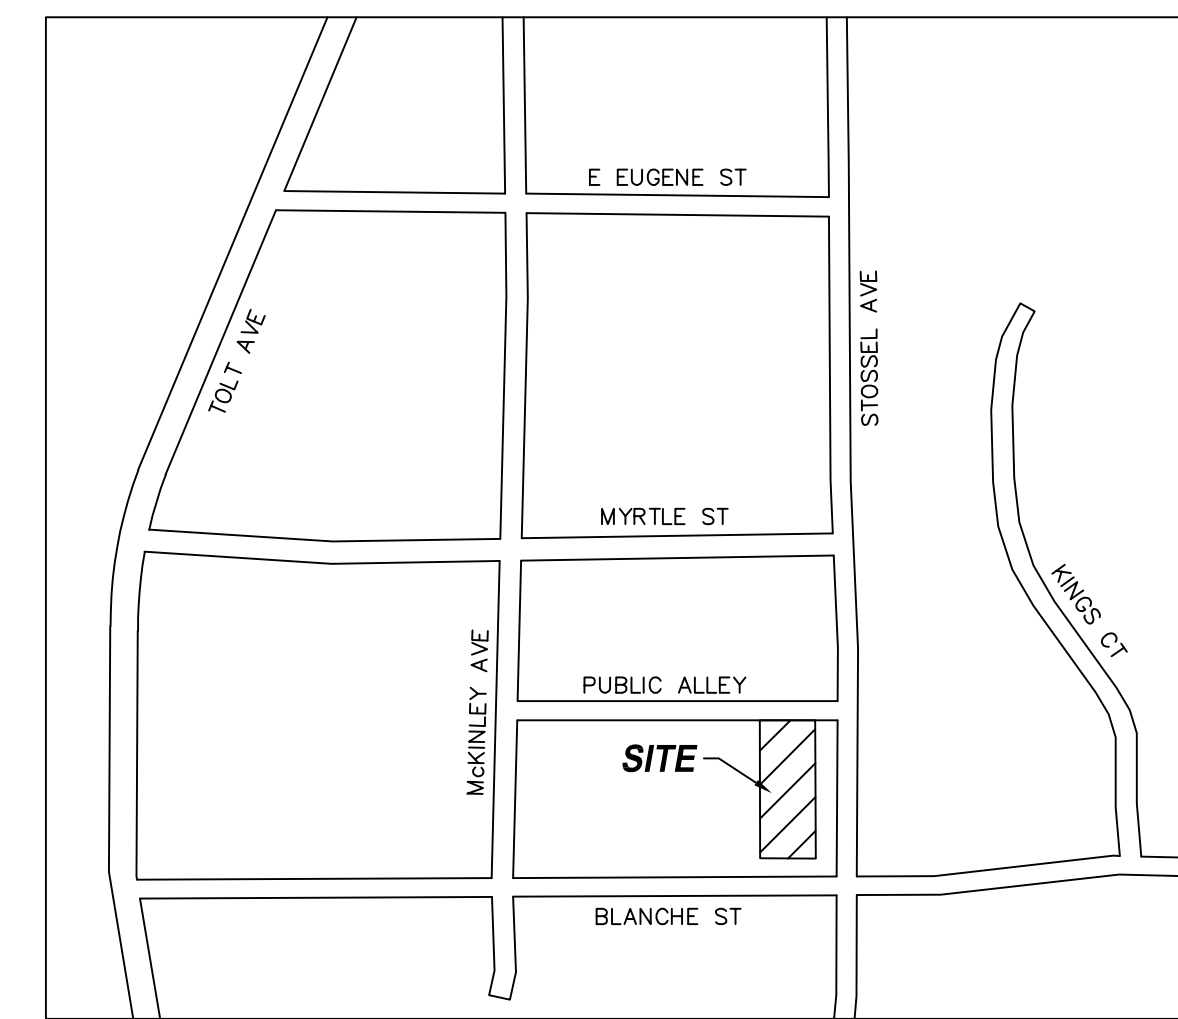 E EUGENE ST
TOLT AVE
STOSSEL AVE
MYRTLE ST
KINGS CT
McKINLEY AVE
PUBLIC ALLEY
SITE
BLANCHE ST